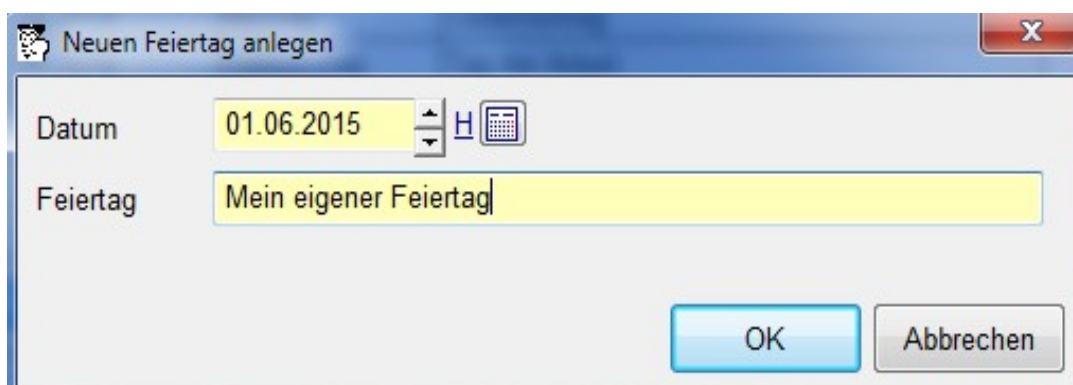 Neuen Feiertag anlegen
Datum 01.06.2015 H
Feiertag Mein eigener Feiertag
OK Abbrechen